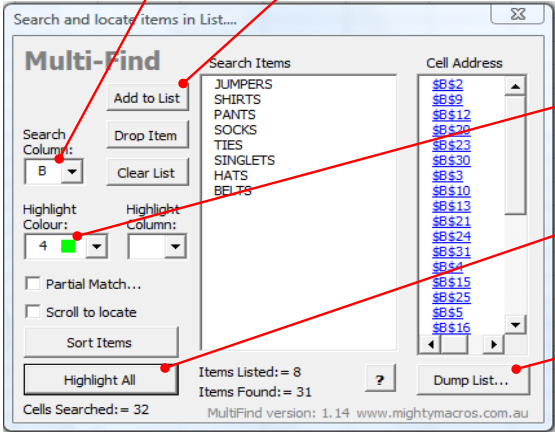 Search and locate items in List....
Multi-Find
Search Items
Cell Address
Add to List
Search Column:
Drop Item
B
Clear List
Highlight Colour:
Highlight Column:
4
Partial Match...
Scroll to locate
Sort Items
Highlight All
Cells Searched:= 32
JUMPERS
SHIRTS
PANTS
SOCKS
TIES
SINGLETS
HATS
BELTS
$B$2
$B$9
$B$12
$B$20
$B$23
$B$30
$B$3
$B$10
$B$13
$B$21
$B$24
$B$31
$B$4
$B$15
$B$25
$B$5
$B$16
Items Listed:= 8
Items Found:= 31
?
Dump List...
MultiFind version: 1.14 www.mightymacros.com.au